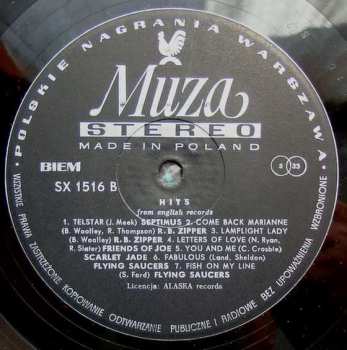 POLSKIE NAGRANIA WARSZAWA
Muza
STEREO
MADE IN POLAND
BIEM
SX 1516 B
S 33
HITS
from english records
1. TELSTAR (J. Meek) SEPTIMUS 2. COME BACK MARIANNE
(B. Woolley, R. Thompson) R. B. ZIPPER 3. LAMPLIGHT LADY
(B. Woolley) R. B. ZIPPER 4. LETTERS OF LOVE (N. Ryan,
R. Slater) FRIENDS OF JOE 5. YOU AND ME (C. Crosbte)
SCARLET JADE 6. FABULOUS (Land, Sheldon)
FLYING SAUCERS 7. FISH ON MY LINE
(S. Ford) FLYING SAUCERS
Licencja: ALASKA records
WSZYSTKIE PRAWA ZASTRZEŻONE. KOPIOWANIE ODTWARZANIE PUBLICZNE I RADIOWE BEZ UPOWAŻNIENIA WZBRONIONE